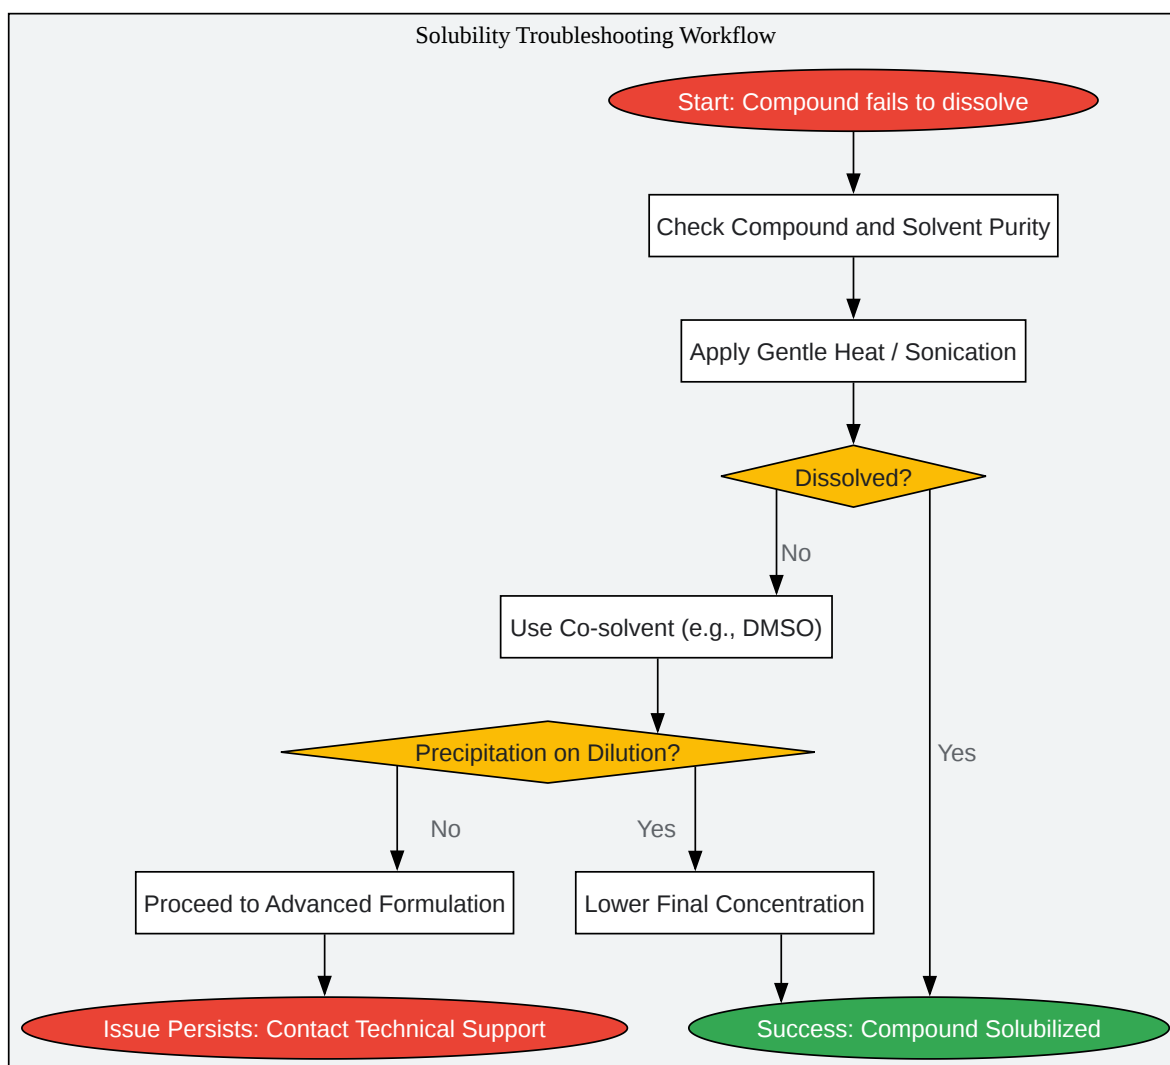 Solubility Troubleshooting Workflow
Start: Compound fails to dissolve
Check Compound and Solvent Purity
Apply Gentle Heat / Sonication
Dissolved?
No
Use Co-solvent (e.g., DMSO)
Precipitation on Dilution?
Yes
No
Yes
Proceed to Advanced Formulation
Lower Final Concentration
Issue Persists: Contact Technical Support
Success: Compound Solubilized